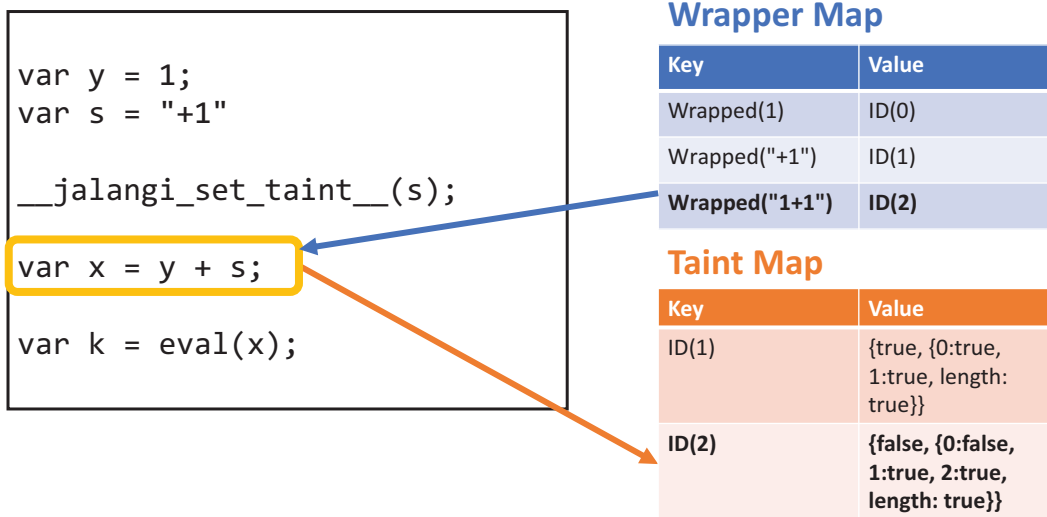 var y = 1;
var s = "+1"
__jalangi_set_taint__(s);
var x = y + s;
var k = eval(x);
Wrapper Map
Key Value
Wrapped(1) ID(0)
Wrapped("+1") ID(1)
Wrapped("1+1") ID(2)
Taint Map
Key Value
ID(1) {true, {0:true,
1:true, length:
true}}
ID(2) {false, {0:false,
1:true, 2:true,
length: true}}